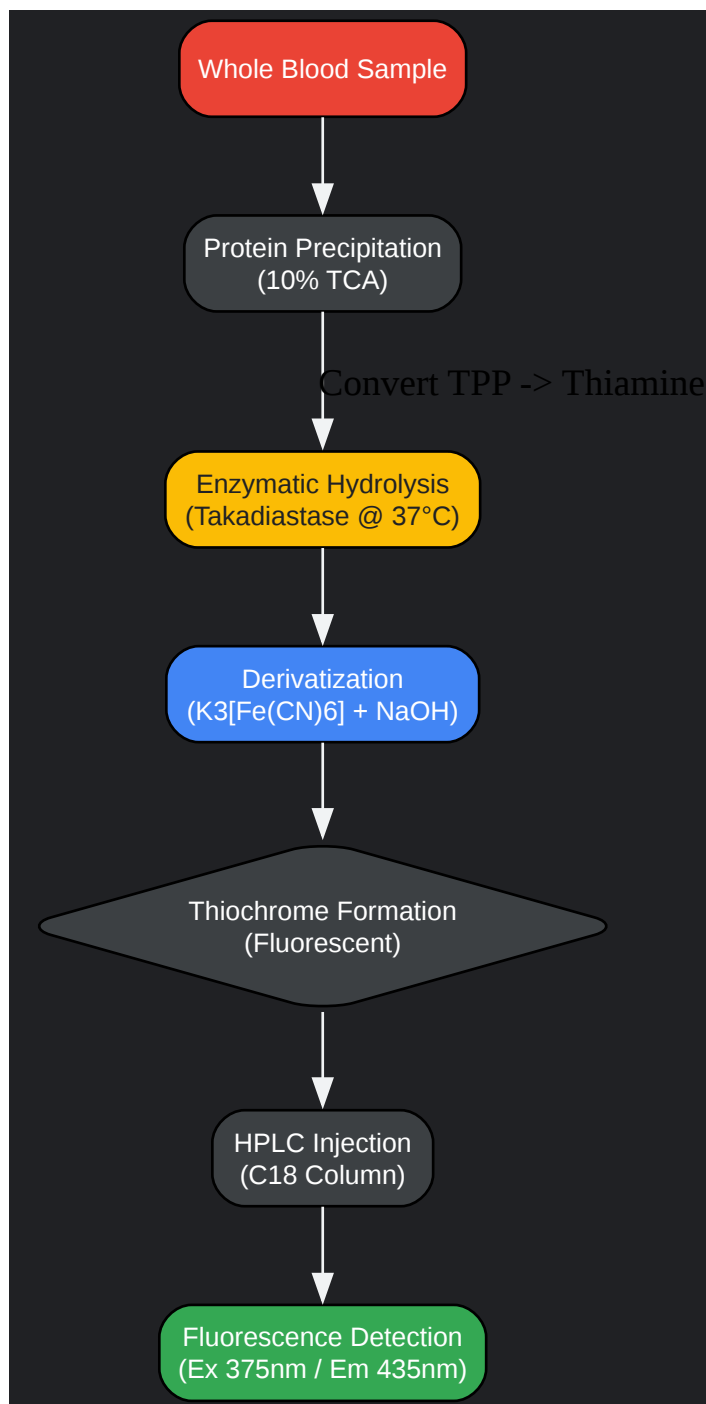 Whole Blood Sample
Protein Precipitation
(10% TCA)
Convert TPP -> Thiamine
Enzymatic Hydrolysis
(Takadiastase @ 37°C)
Derivatization
(K3[Fe(CN)6] + NaOH)
Thiochrome Formation
(Fluorescent)
HPLC Injection
(C18 Column)
Fluorescence Detection
(Ex 375nm / Em 435nm)